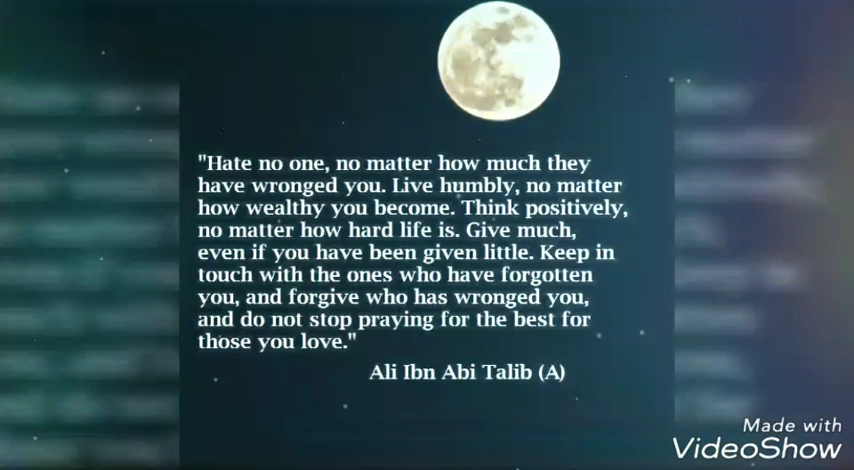 "Hate no one, no matter how much they
have wronged you. Live humbly, no matter
how wealthy you become. Think positively,
no matter how hard life is. Give much,
even if you have been given little. Keep in
touch with the ones who have forgotten
you, and forgive who has wronged you,
and do not stop praying for the best for
those you love."
Ali Ibn Abi Talib (A)
Made with
VideoShow